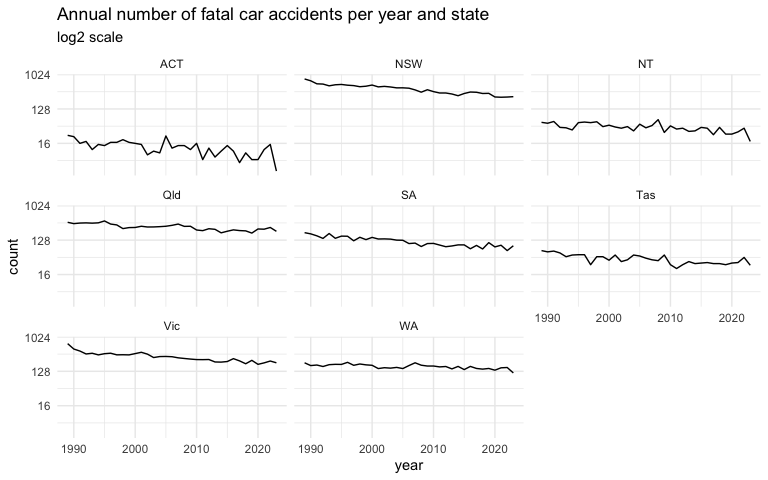 Annual number of fatal car accidents per year and state
log2 scale
ACT NSW NT
1024
128
16
Qld SA Tas
1024
128
16
1990 2000 2010 2020
Vic WA
1024
128
16
1990 2000 2010 2020 1990 2000 2010 2020
year
count